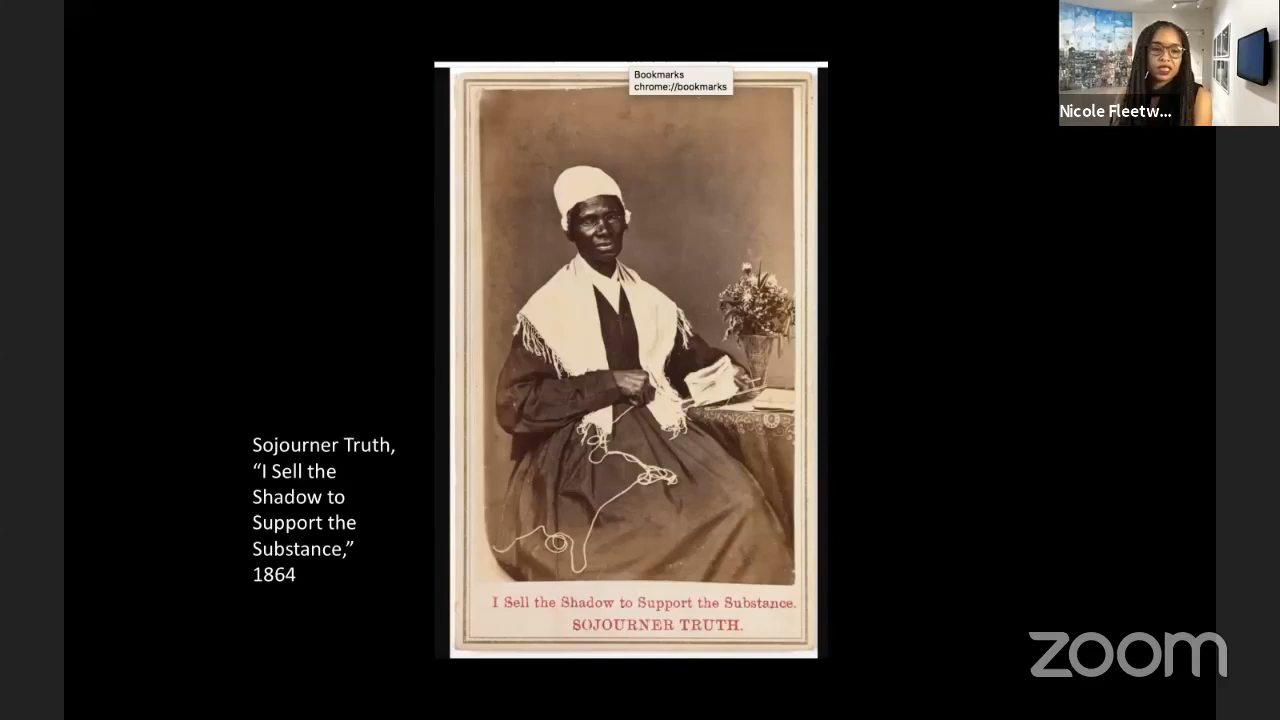 Bookmarks
chrome://bookmarks
Nicole Fleetw...
Sojourner Truth,
“I Sell the
Shadow to
Support the
Substance,”
1864
I Sell the Shadow to Support the Substance.
SOJOURNER TRUTH.
zoom